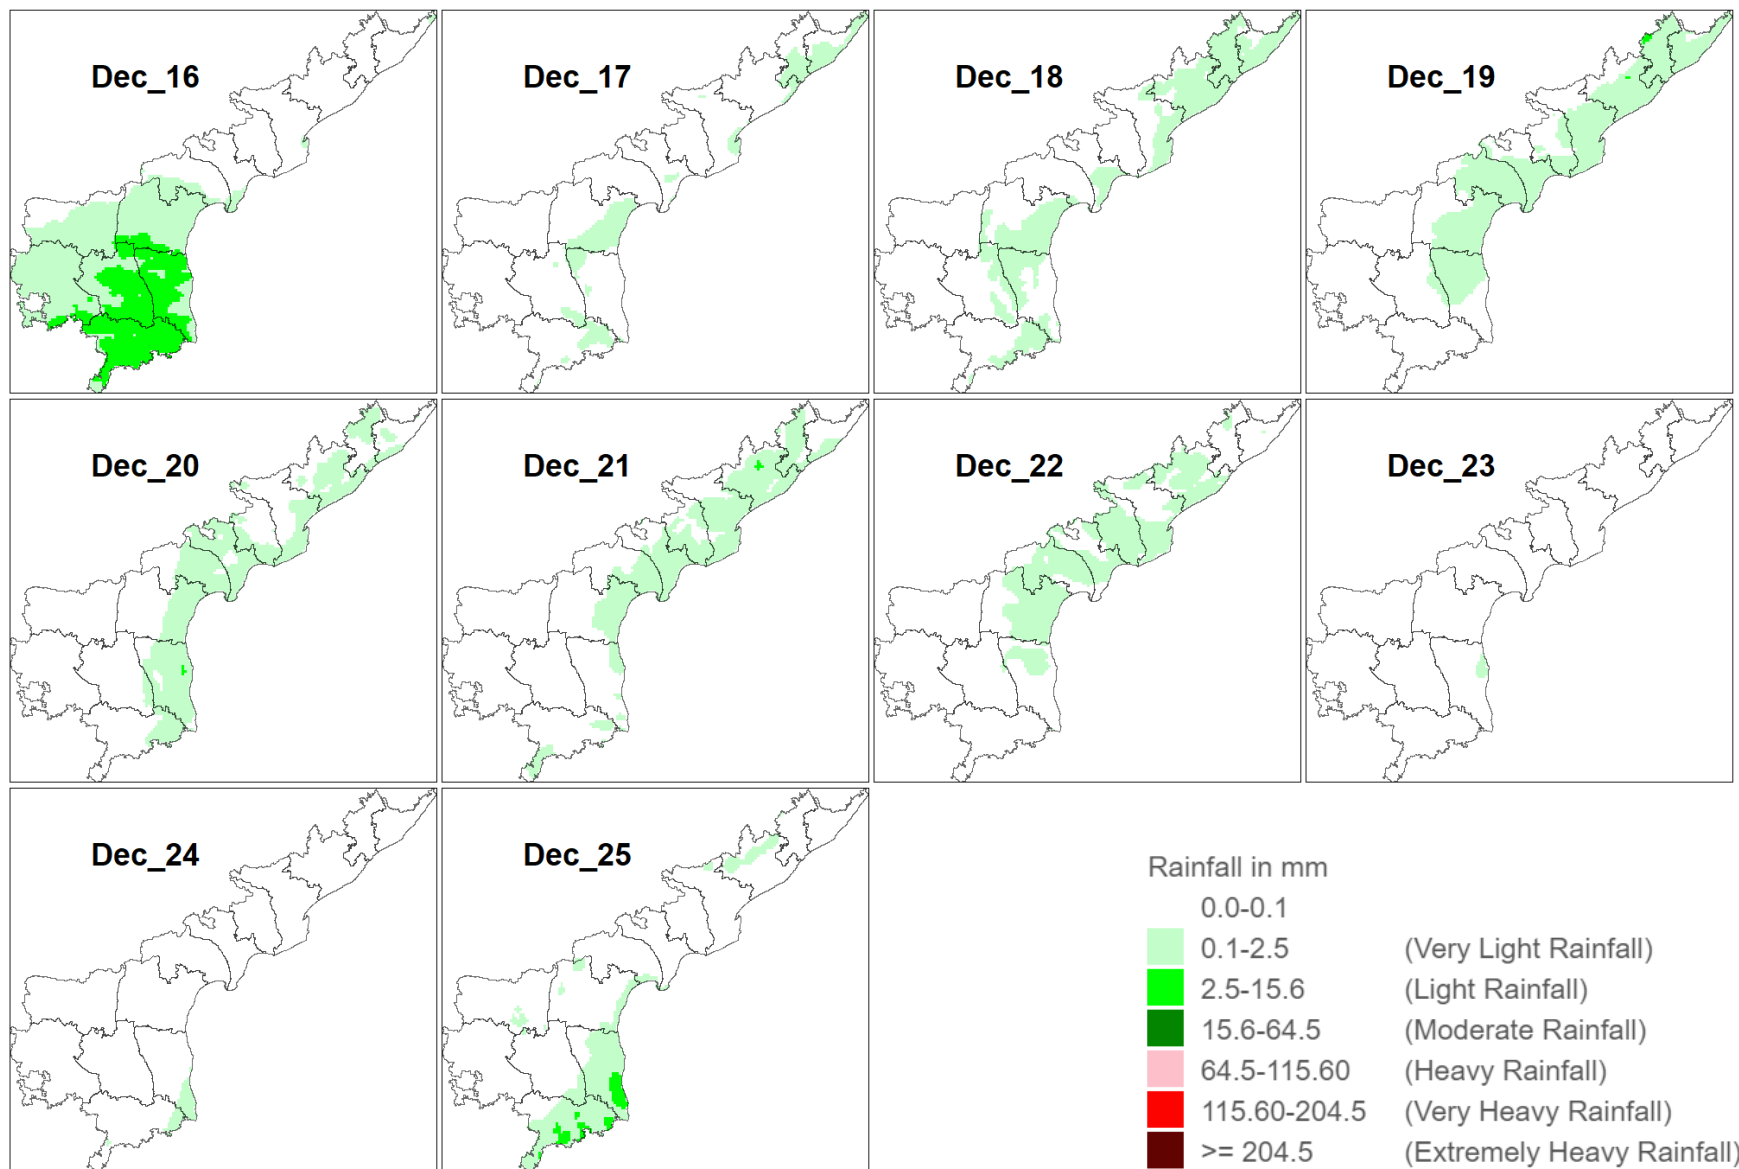 Dec_16
Dec_17
Dec_18
Dec_19
Dec_20
Dec_21
Dec_22
Dec_23
Dec_24
Dec_25
Rainfall in mm
0.0-0.1
0.1-2.5 (Very Light Rainfall)
2.5-15.6 (Light Rainfall)
15.6-64.5 (Moderate Rainfall)
64.5-115.60 (Heavy Rainfall)
115.60-204.5 (Very Heavy Rainfall)
>= 204.5 (Extremely Heavy Rainfall)